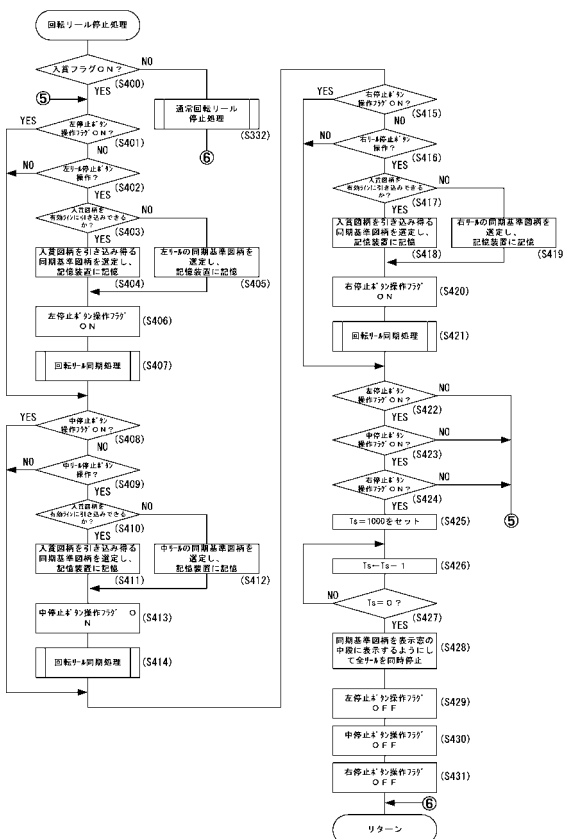 回転リール停止処理
入賞フラグON?
(S400)
NO
YES
⑤
通常回転リール
停止処理
(S332)
⑥
YES
左停止ボタン
操作フラグON?
(S401)
NO
NO
左リール停止ボタン
操作?
(S402)
YES
入賞図柄を
有効ラインに引き込みできる
か?
(S403)
NO
YES
入賞図柄を引き込み得る
同期基準図柄を選定し、
記憶装置に記憶
(S404)
左リールの同期基準図柄を
選定し、
記憶装置に記憶
(S405)
左停止ボタン操作フラグ
ON
(S406)
回転リール同期処理
(S407)
YES
中停止ボタン
操作フラグON?
(S408)
NO
NO
中リール停止ボタン
操作?
(S409)
YES
入賞図柄を
有効ラインに引き込みできる
か?
(S410)
NO
YES
入賞図柄を引き込み得る
同期基準図柄を選定し、
記憶装置に記憶
(S411)
中リールの同期基準図柄を
選定し、
記憶装置に記憶
(S412)
中停止ボタン操作フラグ O
N
(S413)
回転リール同期処理
(S414)
YES
右停止ボタン
操作フラグON?
(S415)
NO
NO
右リール停止ボタン
操作?
(S416)
YES
入賞図柄を
有効ラインに引き込みできる
か?
(S417)
NO
YES
入賞図柄を引き込み得る
同期基準図柄を選定し、
記憶装置に記憶
(S418)
右リールの同期基準図柄を
選定し、
記憶装置に記憶
(S419
右停止ボタン操作フラグ
ON
(S420)
回転リール同期処理
(S421)
左停止ボタン
操作フラグON?
(S422)
NO
YES
中停止ボタン
操作フラグON?
(S423)
NO
YES
右停止ボタン
操作フラグON?
(S424)
NO
YES
⑤
Ts=1000をセット
(S425)
Ts←Ts-1
(S426)
NO
Ts=0?
(S427)
YES
同期基準図柄を表示窓の
中段に表示するようにし
て全リールを同時停止
(S428)
左停止ボタン操作フラグ
OFF
(S429)
中停止ボタン操作フラグ
OFF
(S430)
右停止ボタン操作フラグ
OFF
(S431)
⑥
リターン